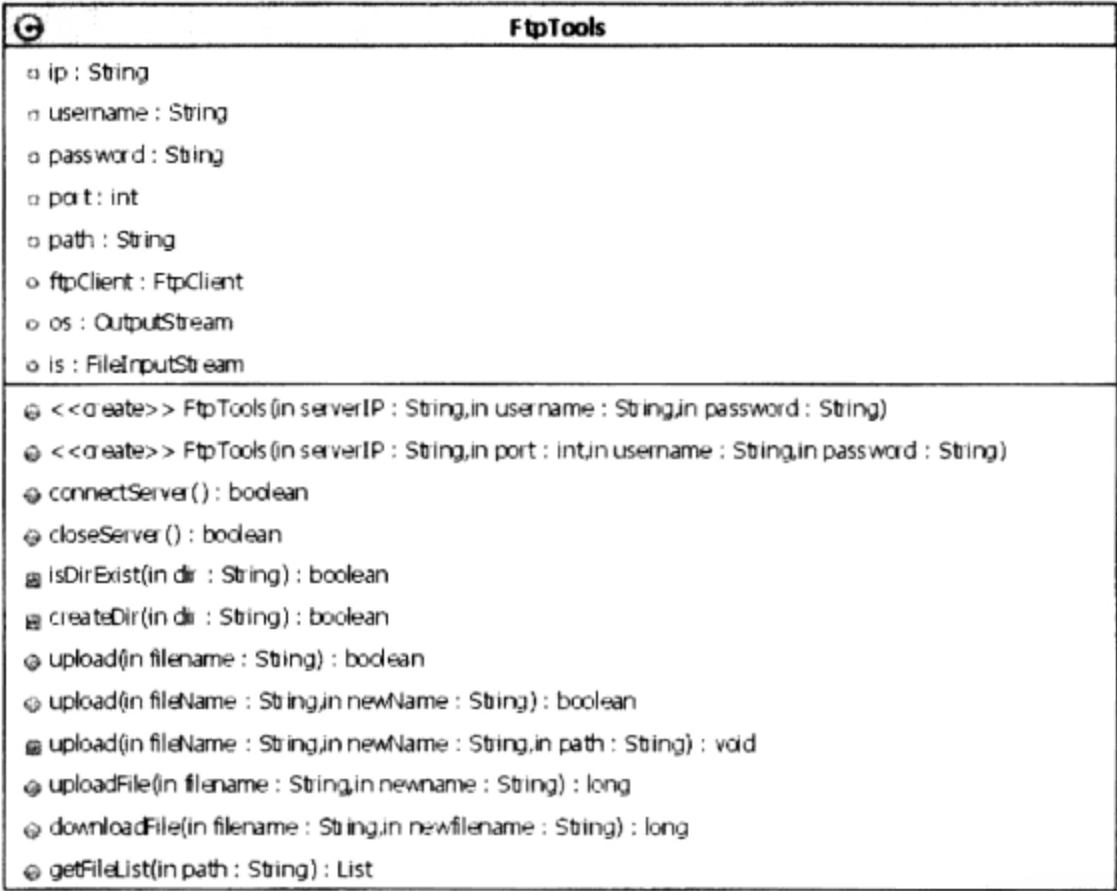 FtpTools
ip : String
username : String
password : String
port : int
path : String
ftpClient : FtpClient
os : OutputStream
is : FileInputStream
<<create>> FtpTools(in serverIP : String,in username : String,in password : String)
<<create>> FtpTools(in serverIP : String,in port : int,in username : String,in password : String)
connectServer() : boolean
closeServer() : boolean
isDirExist(in dir : String) : boolean
createDir(in dir : String) : boolean
upload(in filename : String) : boolean
upload(in fileName : String,in newName : String) : boolean
upload(in fileName : String,in newName : String,in path : String) : void
uploadFile(in filename : String,in newname : String) : long
downloadFile(in filename : String,in newfilename : String) : long
getFileList(in path : String) : List